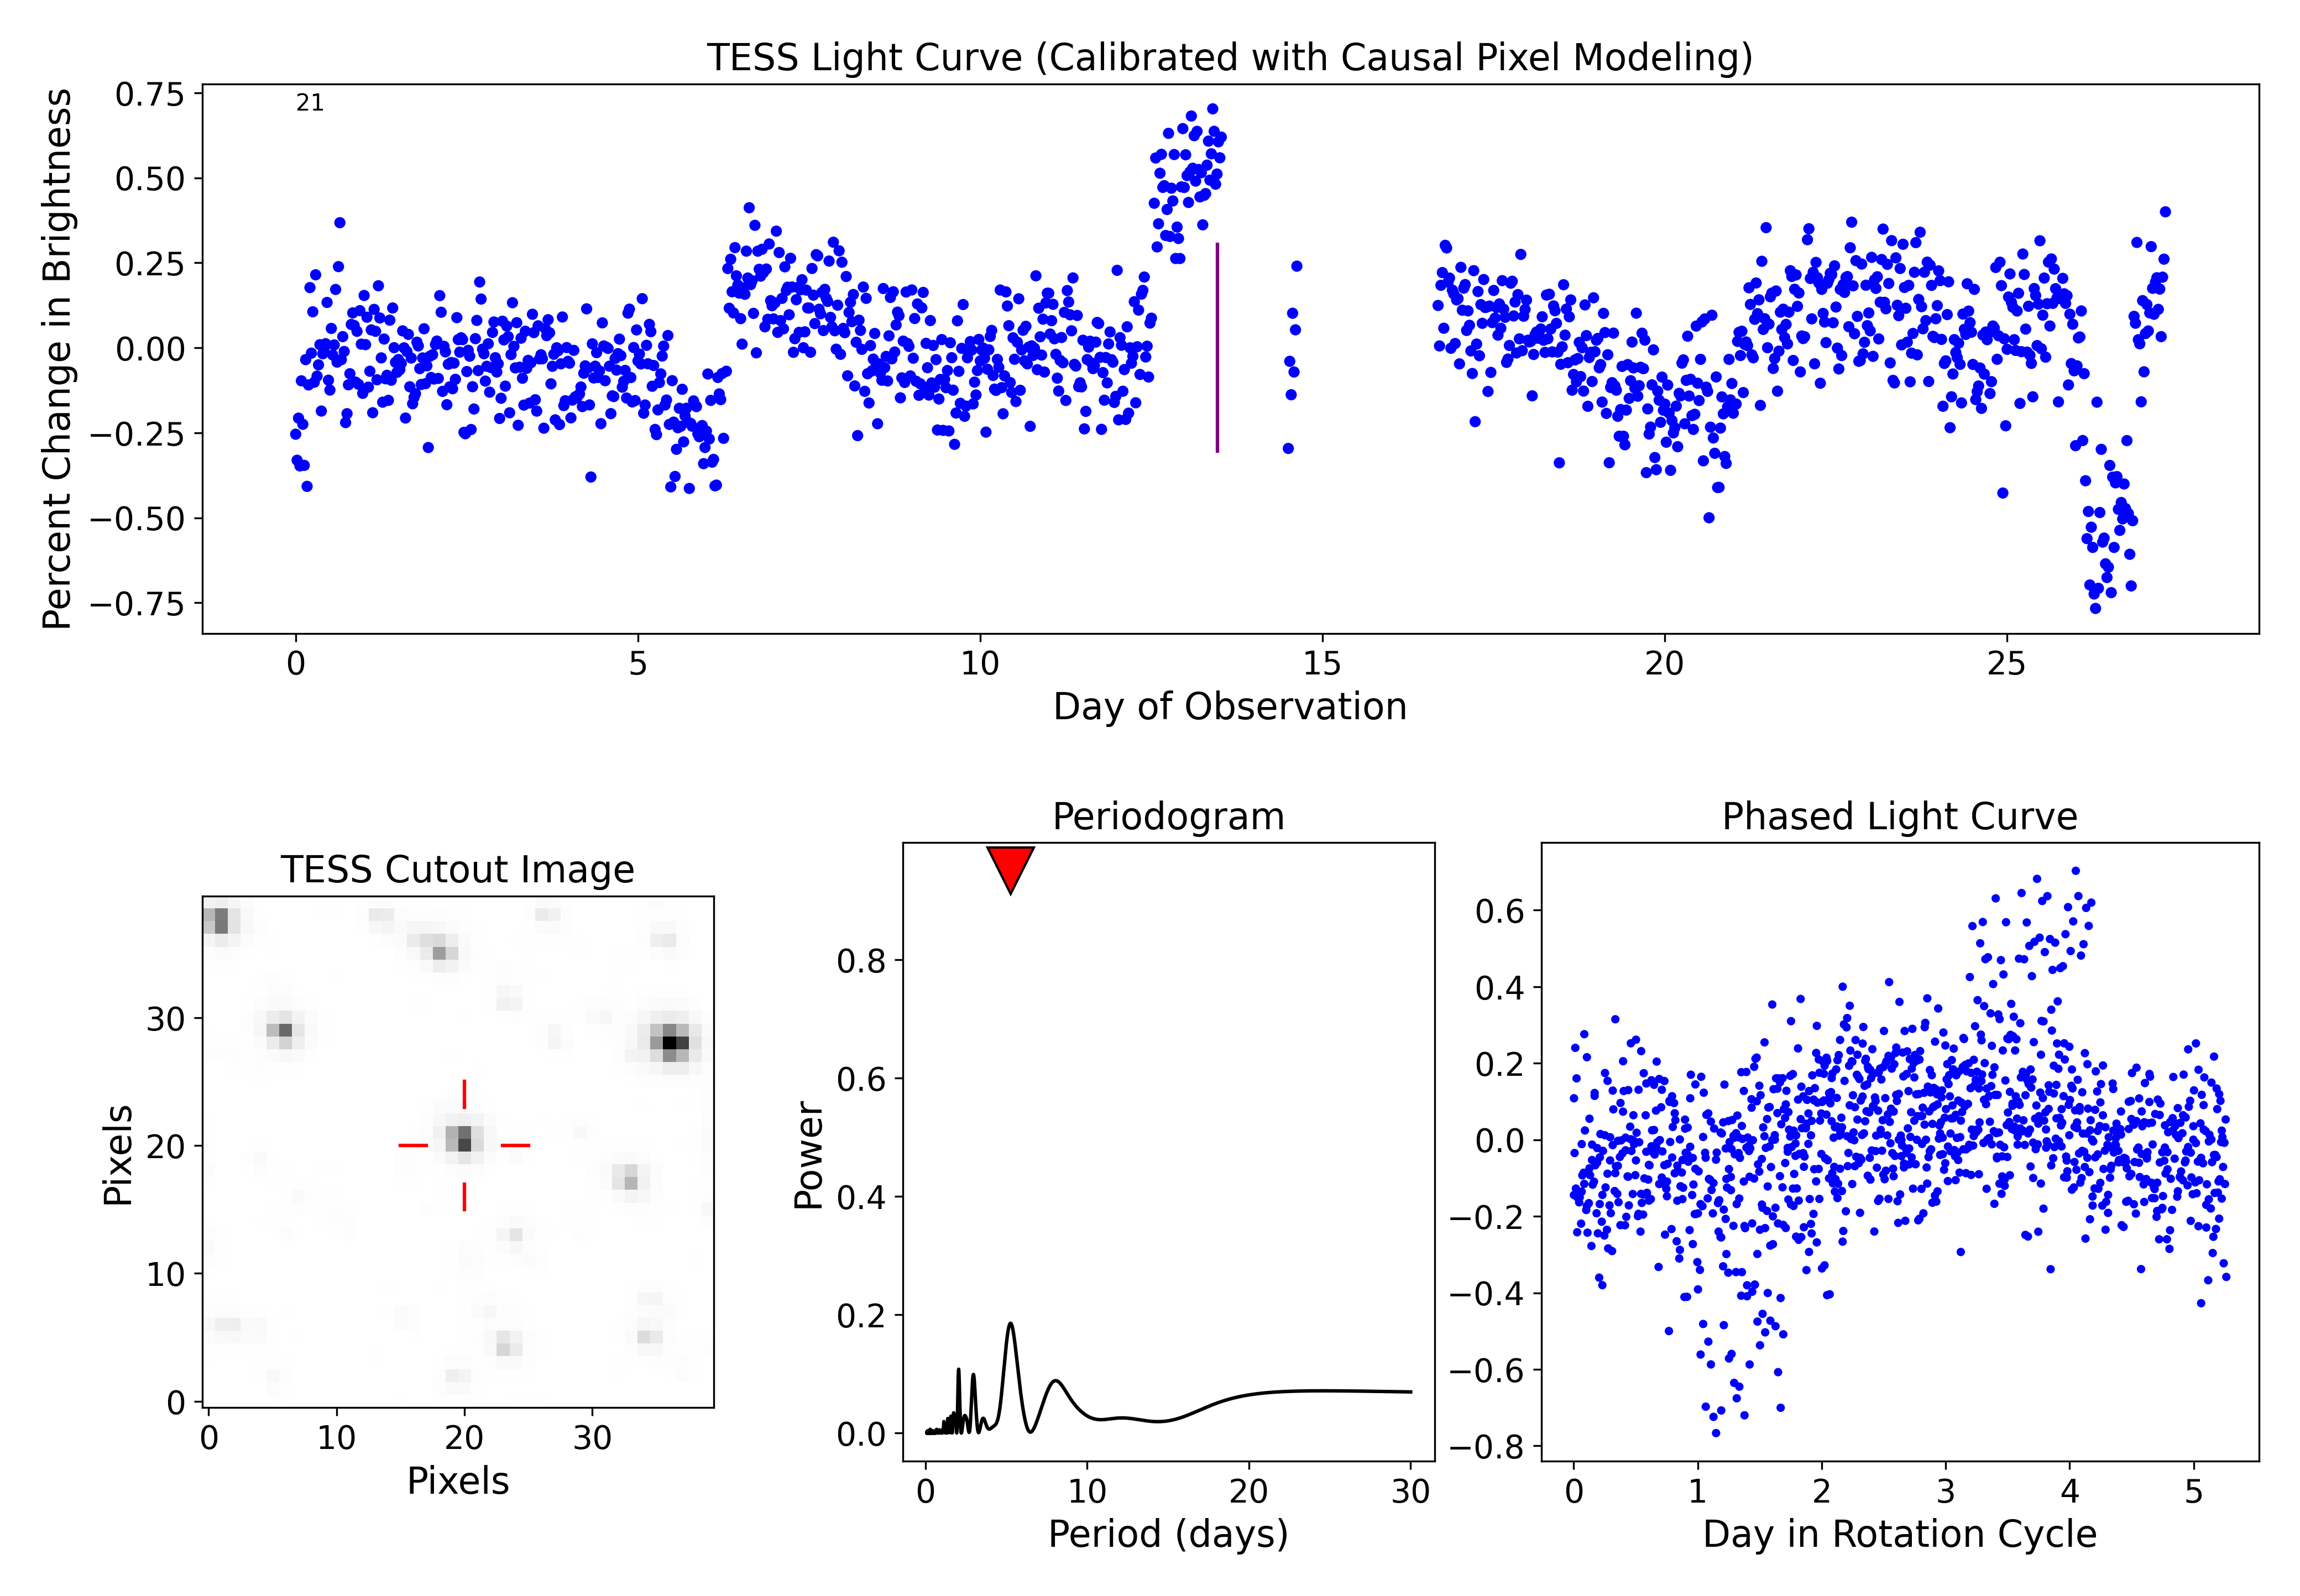 TESS Light Curve (Calibrated with Causal Pixel Modeling)
Percent Change in Brightness
0.75
0.50
0.25
0.00
−0.25
−0.50
−0.75
21
0 5 10 15 20 25
Day of Observation
TESS Cutout Image
Pixels
30
20
10
0
0 10 20 30
Pixels
Periodogram
Power
0.8
0.6
0.4
0.2
0.0
0 10 20 30
Period (days)
Phased Light Curve
0.6
0.4
0.2
0.0
−0.2
−0.4
−0.6
−0.8
0 1 2 3 4 5
Day in Rotation Cycle